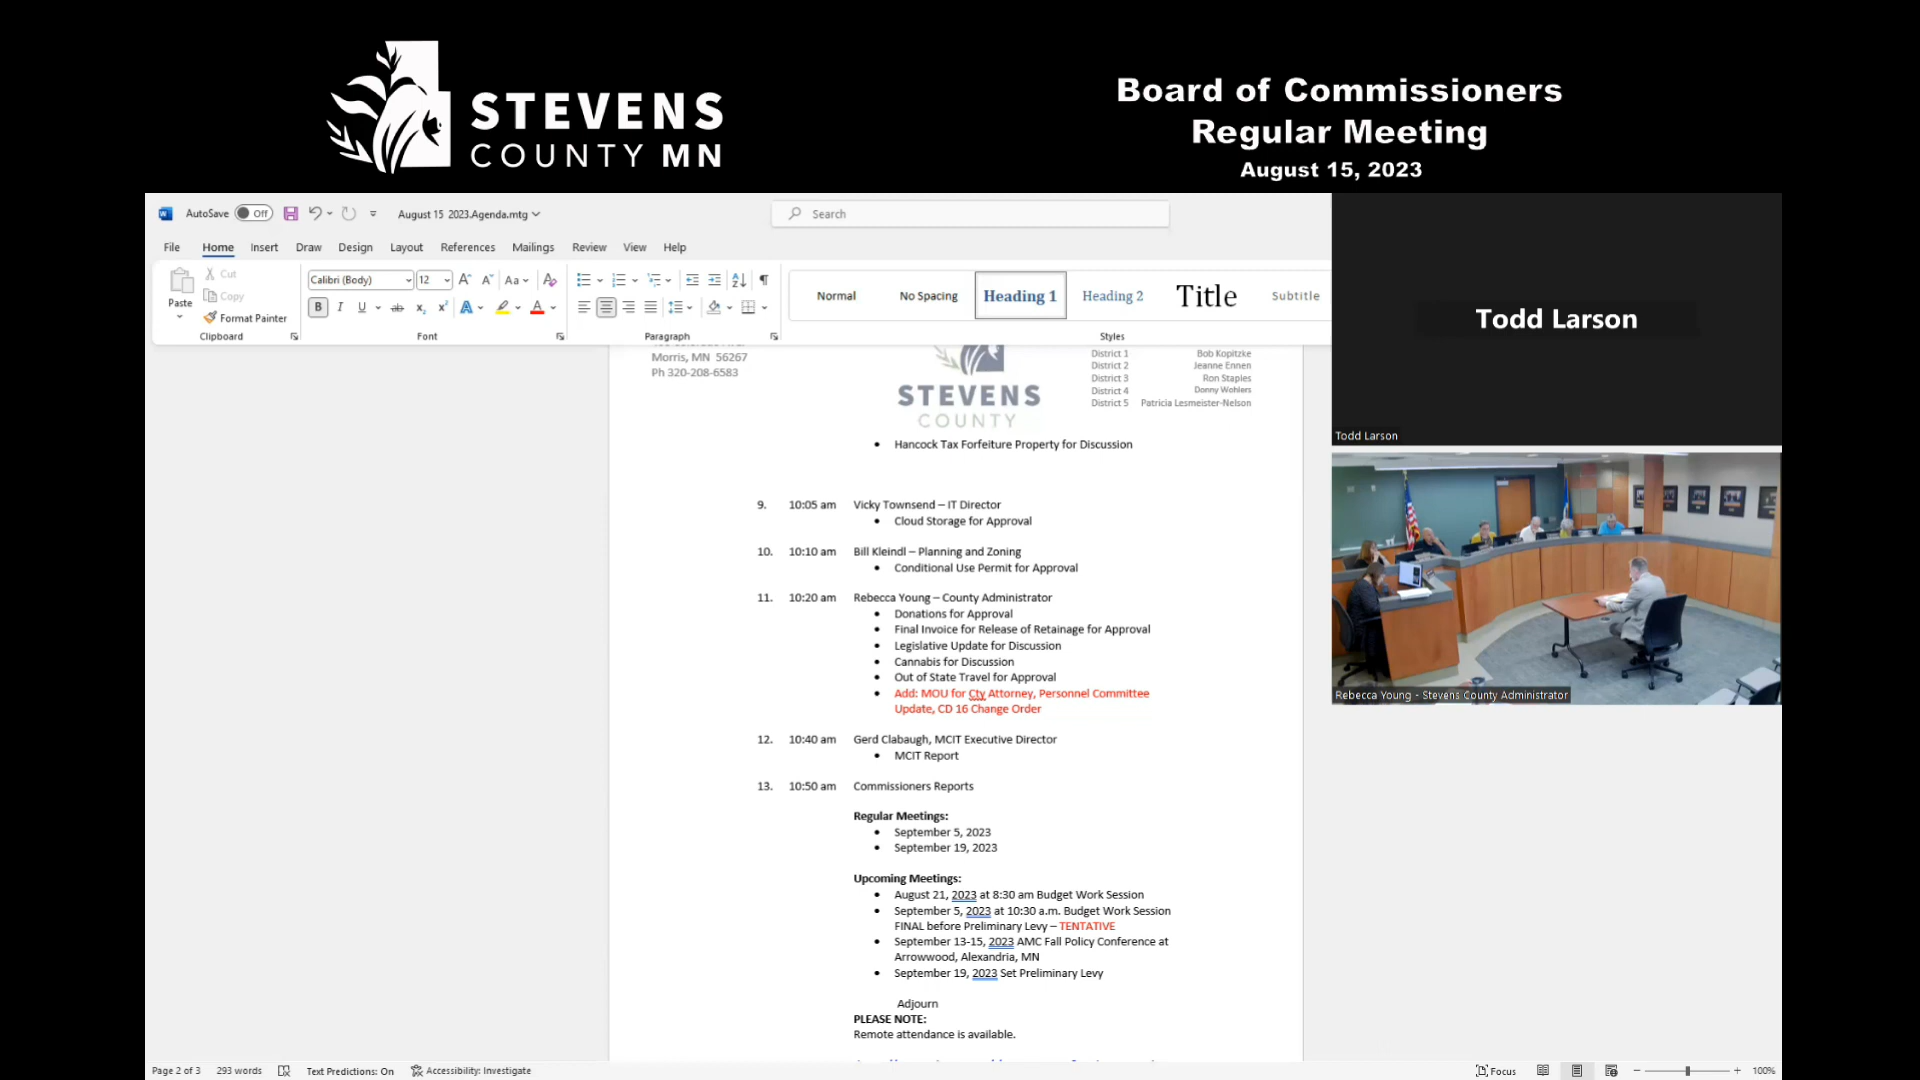 STEVENS
COUNTY MN
Board of Commissioners
Regular Meeting
August 15, 2023
AutoSave Off
August 15 2023.Agenda.mtg
Search
File Home Insert Draw Design Layout References Mailings Review View Help
Paste
Cut
Copy
Format Painter
Clipboard
Calibri (Body) 12
Font
Paragraph
Normal No Spacing Heading 1 Heading 2 Title Subtitle
Styles
Morris, MN 56267
Ph 320-208-6583
STEVENS
COUNTY
District 1 Bob Kopitzke
District 2 Jeanne Ennen
District 3 Ron Staples
District 4 Donny Wohlers
District 5 Patricia Lesmeister-Nelson
• Hancock Tax Forfeiture Property for Discussion
9. 10:05 am Vicky Townsend – IT Director
• Cloud Storage for Approval
10. 10:10 am Bill Kleindl – Planning and Zoning
• Conditional Use Permit for Approval
11. 10:20 am Rebecca Young – County Administrator
• Donations for Approval
• Final Invoice for Release of Retainage for Approval
• Legislative Update for Discussion
• Cannabis for Discussion
• Out of State Travel for Approval
• Add: MOU for Cty Attorney, Personnel Committee
Update, CD 16 Change Order
12. 10:40 am Gerd Clabaugh, MCIT Executive Director
• MCIT Report
13. 10:50 am Commissioners Reports
Regular Meetings:
• September 5, 2023
• September 19, 2023
Upcoming Meetings:
• August 21, 2023 at 8:30 am Budget Work Session
• September 5, 2023 at 10:30 a.m. Budget Work Session
FINAL before Preliminary Levy – TENTATIVE
• September 13-15, 2023 AMC Fall Policy Conference at
Arrowwood, Alexandria, MN
• September 19, 2023 Set Preliminary Levy
Adjourn
PLEASE NOTE:
Remote attendance is available.
Todd Larson
Todd Larson
Rebecca Young - Stevens County Administrator
Page 2 of 3 293 words Text Predictions: On Accessibility: Investigate Focus 100%